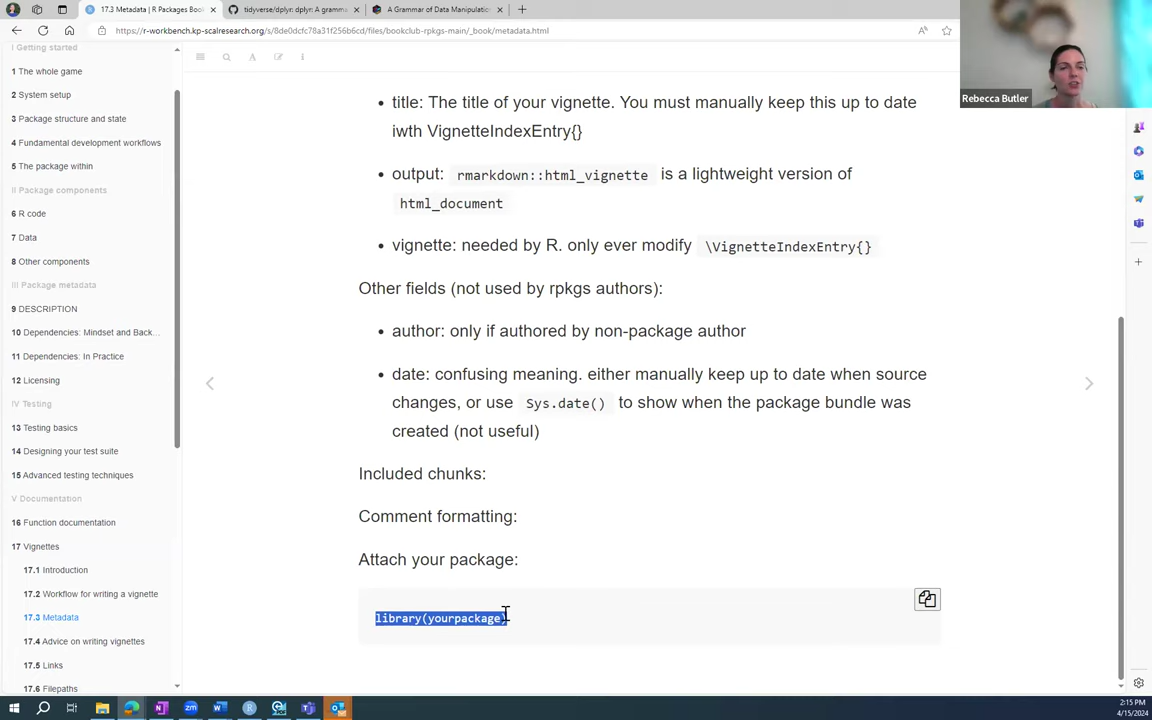 17.3 Metadata | R Packages Boo
tidyverse/dplyr: dplyr: A gramma
A Grammar of Data Manipulation
https://r-workbench.kp-scalresearch.org/s/8de0dcfc78a31f256b6cd/files/bookclub-rpkgs-main/_book/metadata.html
Rebecca Butler
I Getting started
1 The whole game
2 System setup
3 Package structure and state
4 Fundamental development workflows
5 The package within
II Package components
6 R code
7 Data
8 Other components
III Package metadata
9 DESCRIPTION
10 Dependencies: Mindset and Back...
11 Dependencies: In Practice
12 Licensing
IV Testing
13 Testing basics
14 Designing your test suite
15 Advanced testing techniques
V Documentation
16 Function documentation
17 Vignettes
17.1 Introduction
17.2 Workflow for writing a vignette
17.3 Metadata
17.4 Advice on writing vignettes
17.5 Links
17.6 Filepaths
• title: The title of your vignette. You must manually keep this up to date
iwth VignetteIndexEntry{}
• output: rmarkdown::html_vignette is a lightweight version of
html_document
• vignette: needed by R. only ever modify \VignetteIndexEntry{}
Other fields (not used by rpkgs authors):
• author: only if authored by non-package author
• date: confusing meaning. either manually keep up to date when source
changes, or use Sys.date() to show when the package bundle was
created (not useful)
Included chunks:
Comment formatting:
Attach your package:
library(yourpackage)
2:15 PM
4/15/2024